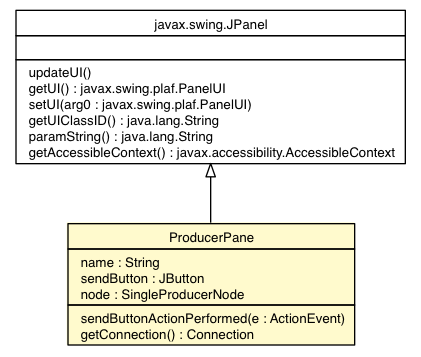 javax.swing.JPanel
updateUI()
getUI() : javax.swing.plaf.PanelUI
setUI(arg0 : javax.swing.plaf.PanelUI)
getUIClassID() : java.lang.String
paramString() : java.lang.String
getAccessibleContext() : javax.accessibility.AccessibleContext
ProducerPane
name : String
sendButton : JButton
node : SingleProducerNode
sendButtonActionPerformed(e : ActionEvent)
getConnection() : Connection